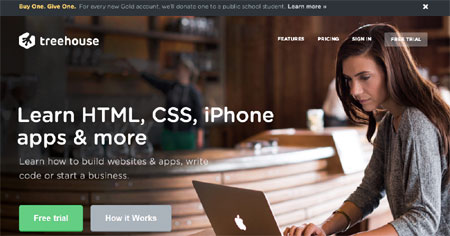 Buy One. Give One. For every new Gold account, we'll donate one to a public school student. Learn more »
treehouse
FEATURES PRICING SIGN IN FREE TRIAL
Learn HTML, CSS, iPhone
apps & more
Learn how to build websites & apps, write
code or start a business.
Free trial How it Works